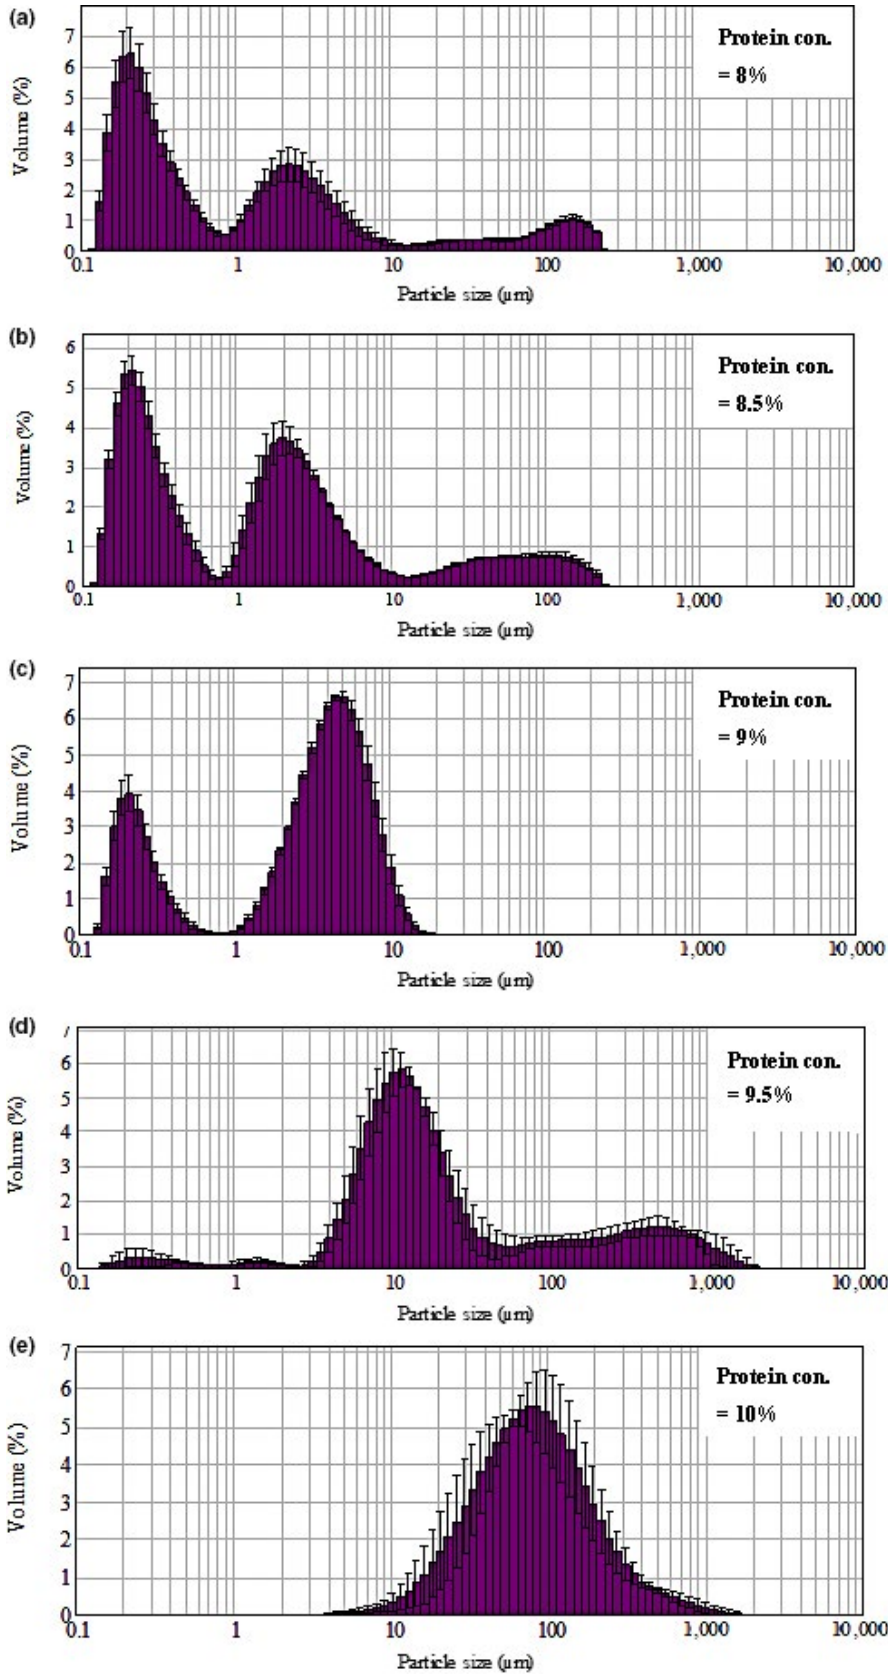 (a)
7
6
5
4
3
2
1
0
Volume (%)
Protein con.
= 8%
0.1 1 10 100 1,000 10,000
Particle size (µm)
(b)
6
5
4
3
2
1
0
Volume (%)
Protein con.
= 8.5%
0.1 1 10 100 1,000 10,000
Particle size (µm)
(c)
7
6
5
4
3
2
1
0
Volume (%)
Protein con.
= 9%
0.1 1 10 100 1,000 10,000
Particle size (µm)
(d)
7
6
5
4
3
2
1
0
Volume (%)
Protein con.
= 9.5%
0.1 1 10 100 1,000 10,000
Particle size (µm)
(e)
7
6
5
4
3
2
1
0
Volume (%)
Protein con.
= 10%
0.1 1 10 100 1,000 10,000
Particle size (µm)